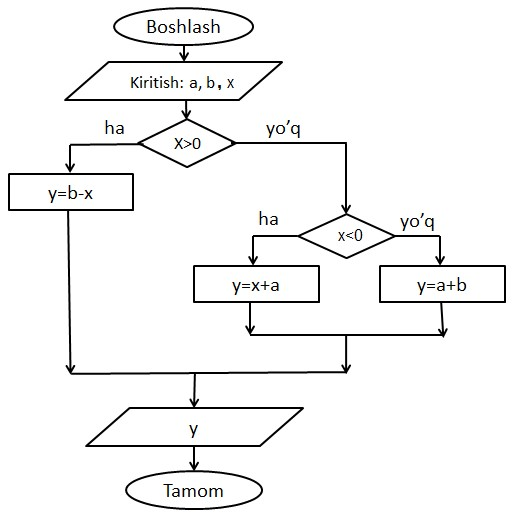 Boshlash
Kiritish: a, b, x
X>0
ha
yo’q
y=b-x
x<0
ha
yo’q
y=x+a
y=a+b
y
Tamom